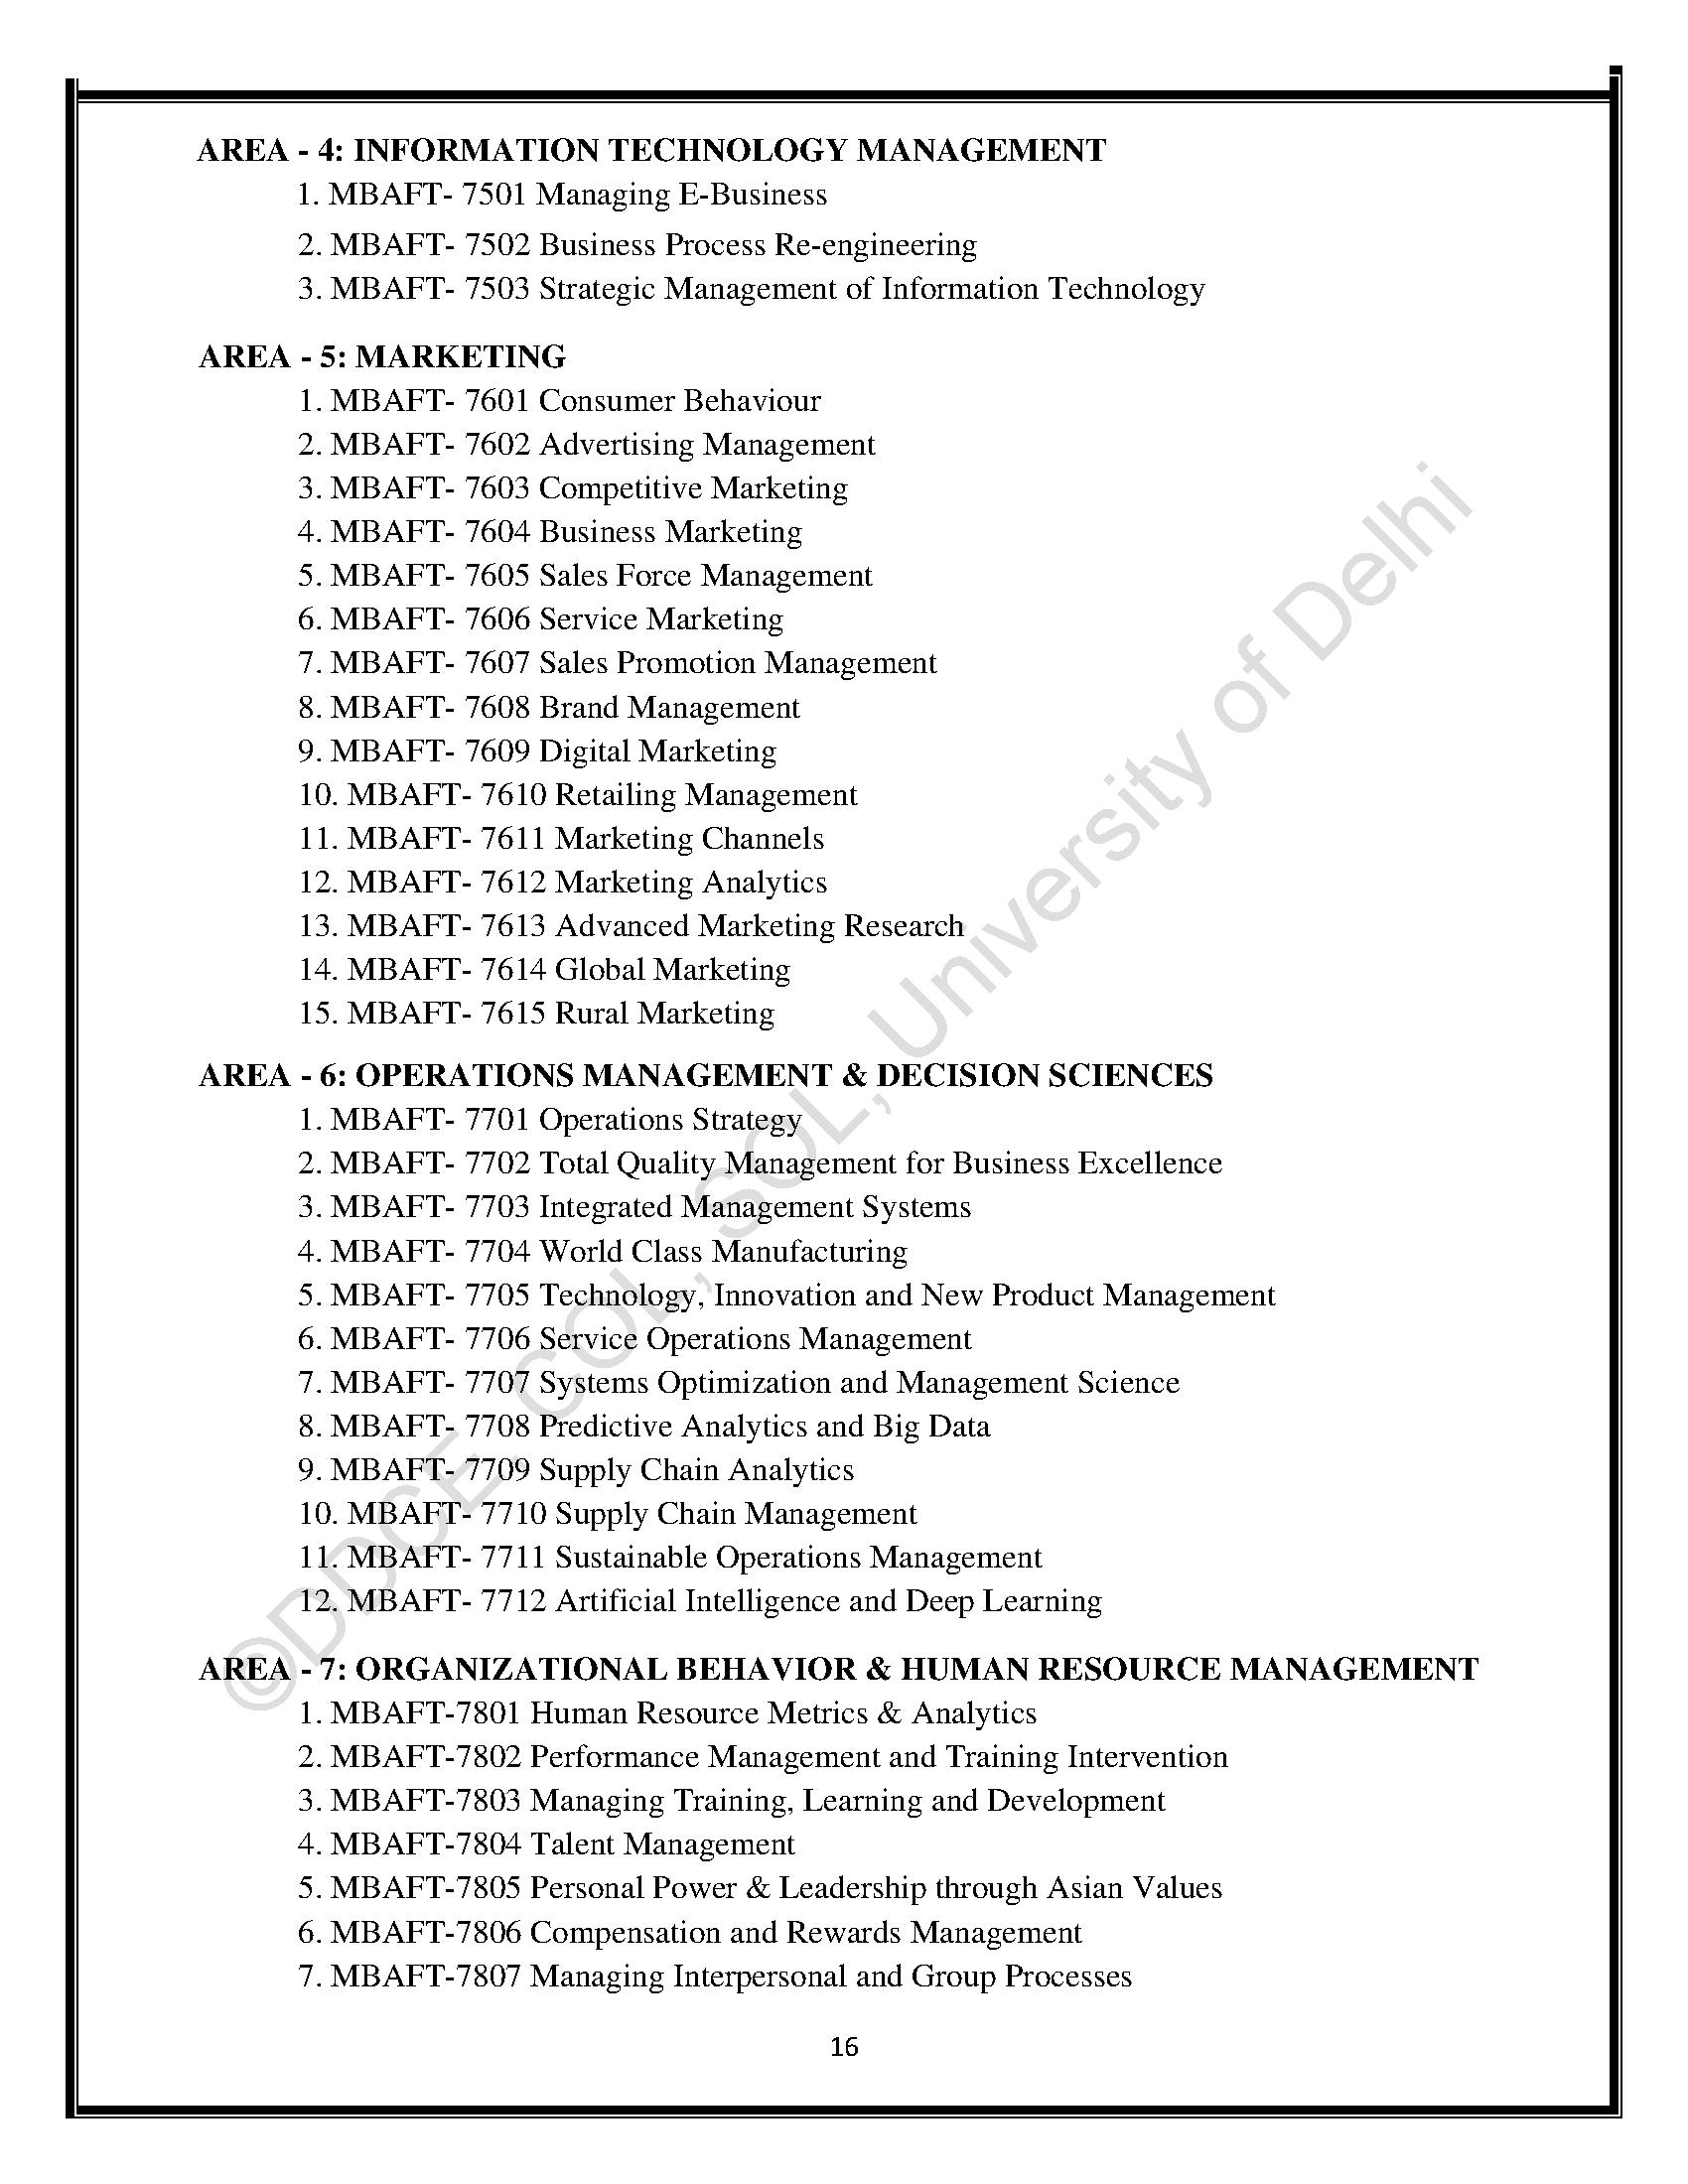 AREA - 4: INFORMATION TECHNOLOGY MANAGEMENT
1. MBAFT- 7501 Managing E-Business
2. MBAFT- 7502 Business Process Re-engineering
3. MBAFT- 7503 Strategic Management of Information Technology
AREA - 5: MARKETING
1. MBAFT- 7601 Consumer Behaviour
2. MBAFT- 7602 Advertising Management
3. MBAFT- 7603 Competitive Marketing
4. MBAFT- 7604 Business Marketing
5. MBAFT- 7605 Sales Force Management
6. MBAFT- 7606 Service Marketing
7. MBAFT- 7607 Sales Promotion Management
8. MBAFT- 7608 Brand Management
9. MBAFT- 7609 Digital Marketing
10. MBAFT- 7610 Retailing Management
11. MBAFT- 7611 Marketing Channels
12. MBAFT- 7612 Marketing Analytics
13. MBAFT- 7613 Advanced Marketing Research
14. MBAFT- 7614 Global Marketing
15. MBAFT- 7615 Rural Marketing
AREA - 6: OPERATIONS MANAGEMENT & DECISION SCIENCES
1. MBAFT- 7701 Operations Strategy
2. MBAFT- 7702 Total Quality Management for Business Excellence
3. MBAFT- 7703 Integrated Management Systems
4. MBAFT- 7704 World Class Manufacturing
5. MBAFT- 7705 Technology, Innovation and New Product Management
6. MBAFT- 7706 Service Operations Management
7. MBAFT- 7707 Systems Optimization and Management Science
8. MBAFT- 7708 Predictive Analytics and Big Data
9. MBAFT- 7709 Supply Chain Analytics
10. MBAFT- 7710 Supply Chain Management
11. MBAFT- 7711 Sustainable Operations Management
12. MBAFT- 7712 Artificial Intelligence and Deep Learning
AREA - 7: ORGANIZATIONAL BEHAVIOR & HUMAN RESOURCE MANAGEMENT
1. MBAFT-7801 Human Resource Metrics & Analytics
2. MBAFT-7802 Performance Management and Training Intervention
3. MBAFT-7803 Managing Training, Learning and Development
4. MBAFT-7804 Talent Management
5. MBAFT-7805 Personal Power & Leadership through Asian Values
6. MBAFT-7806 Compensation and Rewards Management
7. MBAFT-7807 Managing Interpersonal and Group Processes
16
©DDCE, COL, SOL, University of Delhi